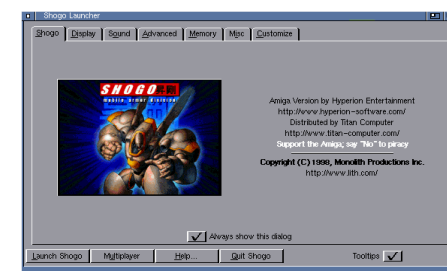 Shogo Launcher
Shogo Display Sound Advanced Memory Misc Customize
SHOGO
mobile armor division
Amiga Version by Hyperion Entertainment
http://www.hyperion-software.com/
Distributed by Titan Computer
http://www.titan-computer.com/
Support the Amiga; say "No" to piracy
Copyright (C) 1998, Monolith Productions Inc.
http://www.lith.com/
Always show this dialog
Launch Shogo Multiplayer Help... Quit Shogo Tooltips